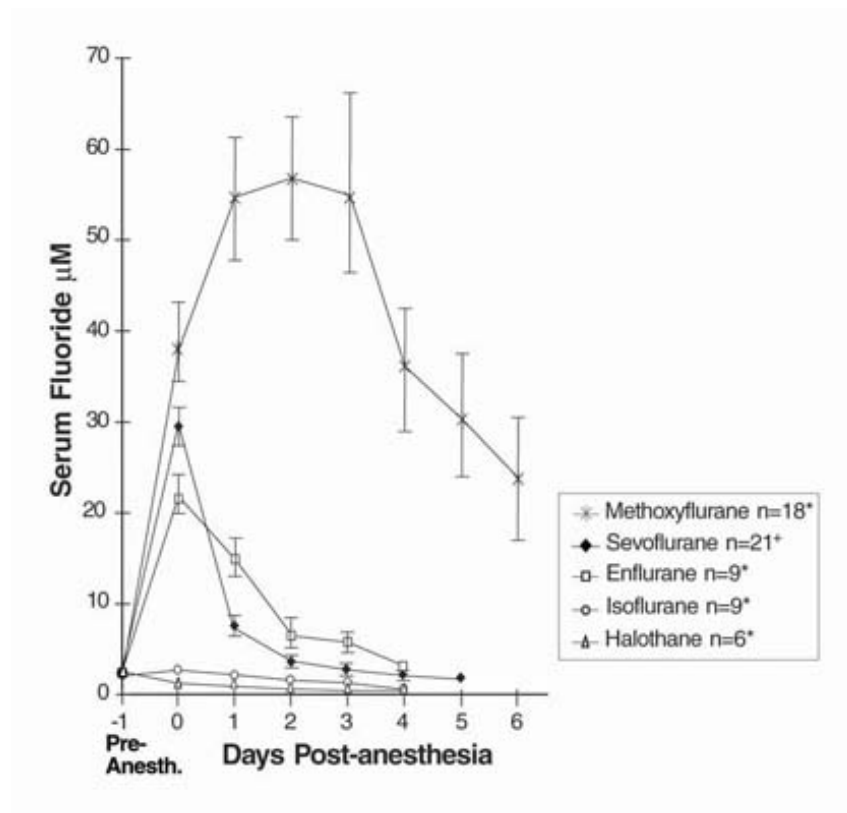 70
60
50
40
30
20
10
0
Serum Fluoride µM
-1 0 1 2 3 4 5 6
Pre-
Anesth.
Days Post-anesthesia
Methoxyflurane n=18*
Sevoflurane n=21+
Enflurane n=9*
Isoflurane n=9*
Halothane n=6*